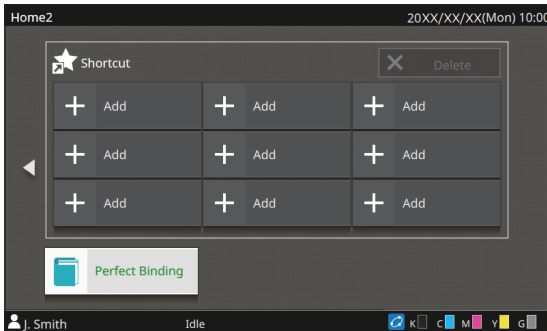 Home2 20XX/XX/XX(Mon) 10:00
Shortcut Delete
Add Add Add
Add Add Add
Add Add Add
Perfect Binding
J. Smith Idle K C M Y G